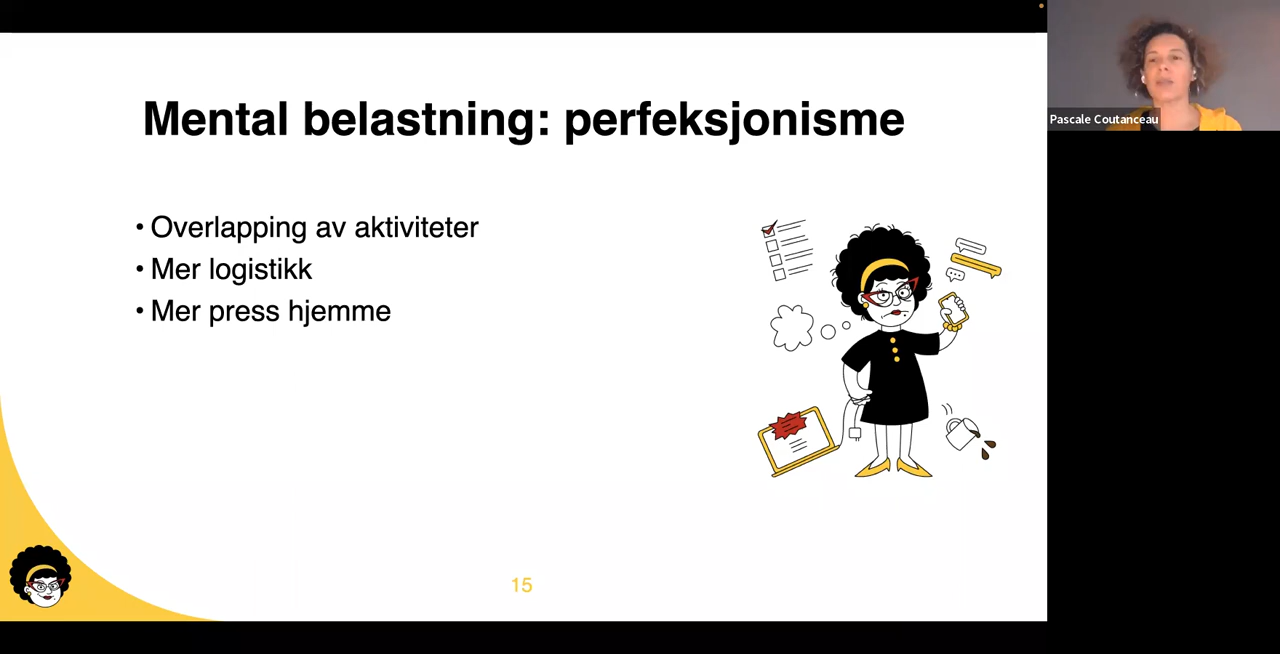 Mental belastning: perfeksjonisme
• Overlapping av aktiviteter
• Mer logistikk
• Mer press hjemme
15
Pascale Coutanceau